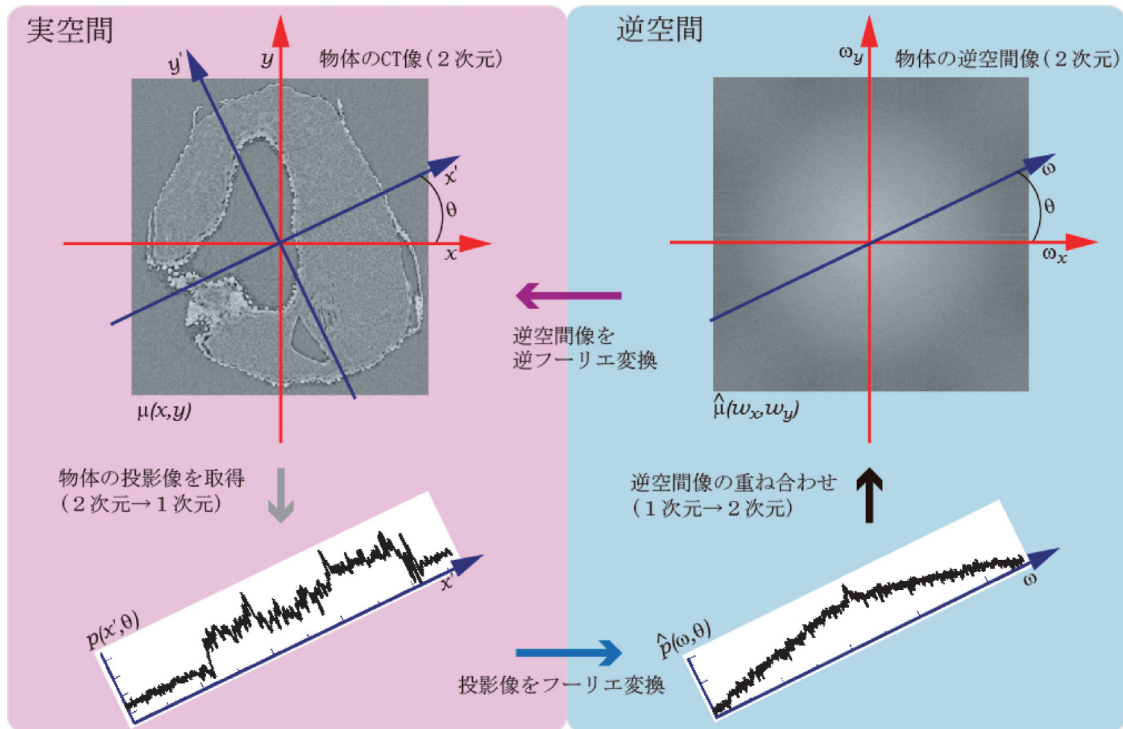 実空間
物体のCT像(２次元)
y
y'
x'
θ
x
μ(x,y)
物体の投影像を取得
(２次元→１次元)
p(x',θ)
x'
投影像をフーリエ変換
逆空間
物体の逆空間像(２次元)
ω_y
ω
θ
ω_x
μ̂(w_x,w_y)
逆空間像を
逆フーリエ変換
逆空間像の重ね合わせ
(１次元→２次元)
p̂(ω,θ)
ω